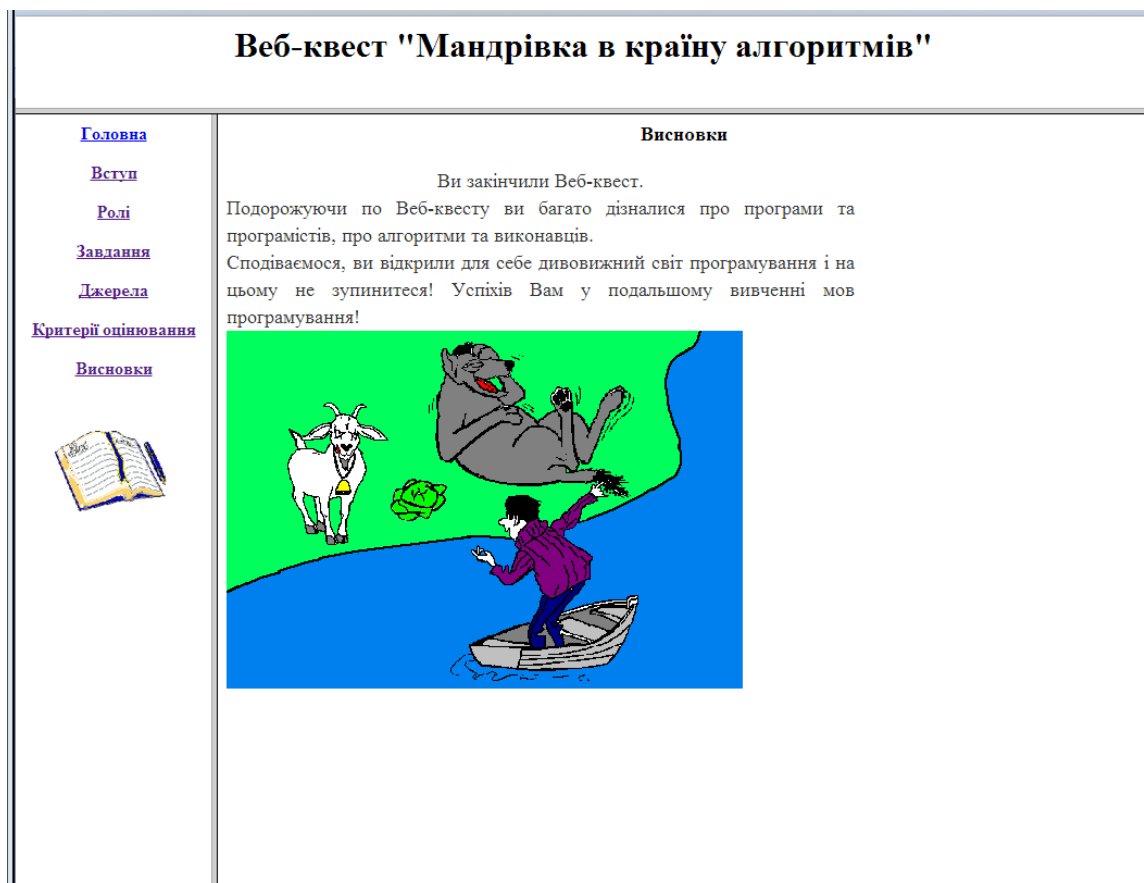 Веб-квест "Мандрівка в країну алгоритмів"
Головна
Вступ
Ролі
Завдання
Джерела
Критерії оцінювання
Висновки
Висновки
Ви закінчили Веб-квест.
Подорожуючи по Веб-квесту ви багато дізналися про програми та
програмістів, про алгоритми та виконавців.
Сподіваємося, ви відкрили для себе дивовижний світ програмування і на
цьому не зупинитеся! Успіхів Вам у подальшому вивченні мов
програмування!